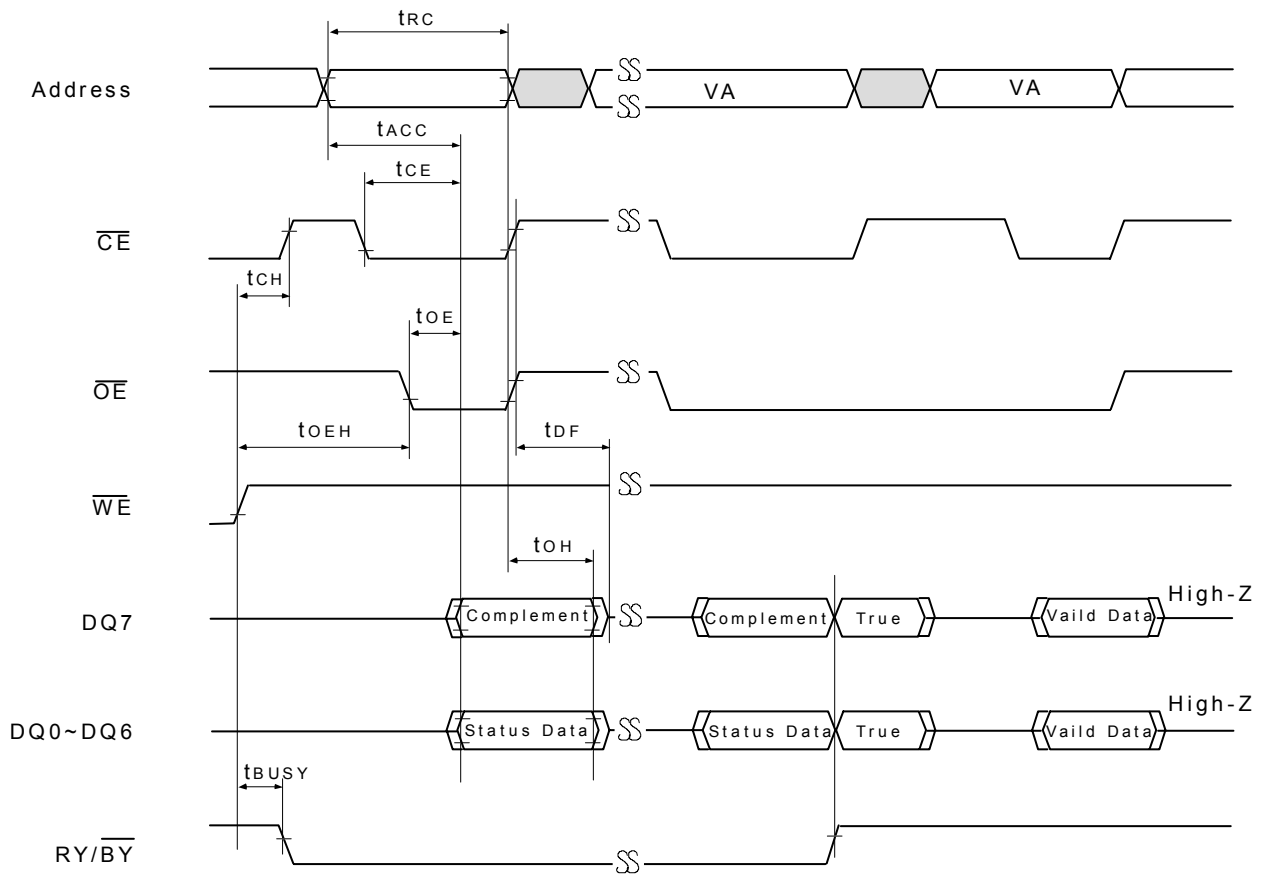 tRC
Address
VA
VA
tACC
tCE
CE
tCH
tOE
OE
tOEH
tDF
WE
tOH
DQ7
Complement
Complement
True
Vaild Data
High-Z
DQ0~DQ6
Status Data
Status Data
True
Vaild Data
High-Z
tBUSY
RY/BY